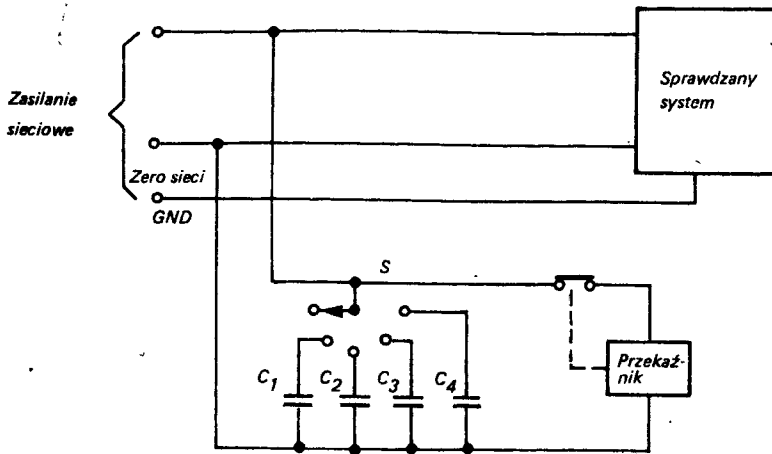 Zasilanie
sieciowe
Zero sieci
GND
Sprawdzany
system
S
C1
C2
C3
C4
Przekaź-
nik